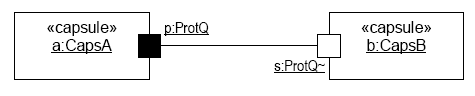 «capsule»
a:CapsA
p:ProtQ
s:ProtQ~
«capsule»
b:CapsB